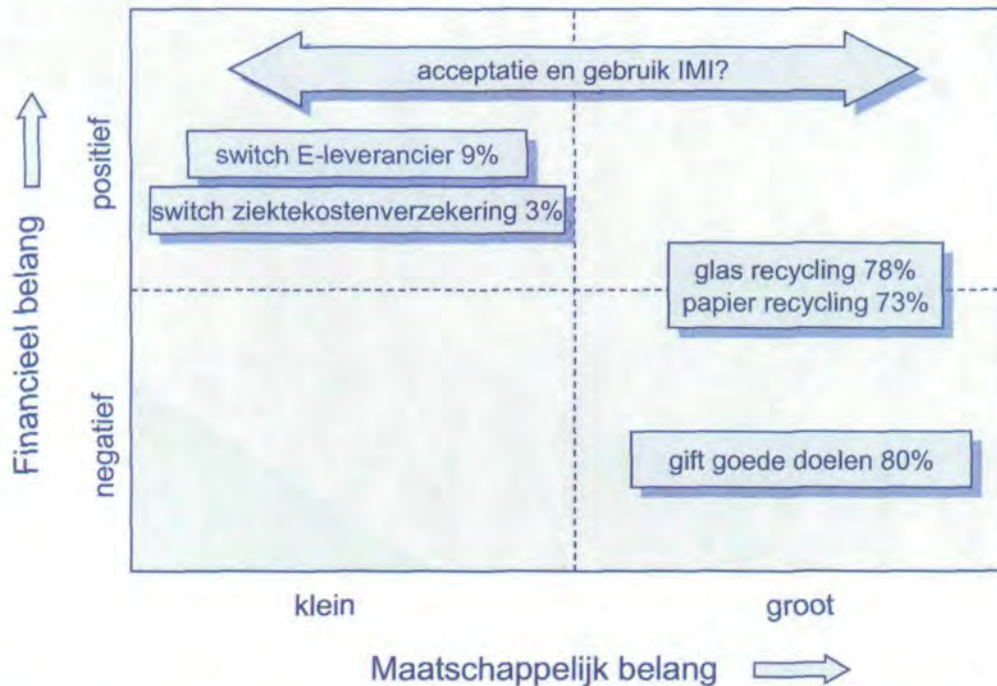 acceptatie en gebruik IMI?
switch E-leverancier 9%
switch ziektekostenverzekering 3%
glas recycling 78%
papier recycling 73%
gift goede doelen 80%
Financieel belang
positief
negatief
klein
groot
Maatschappelijk belang